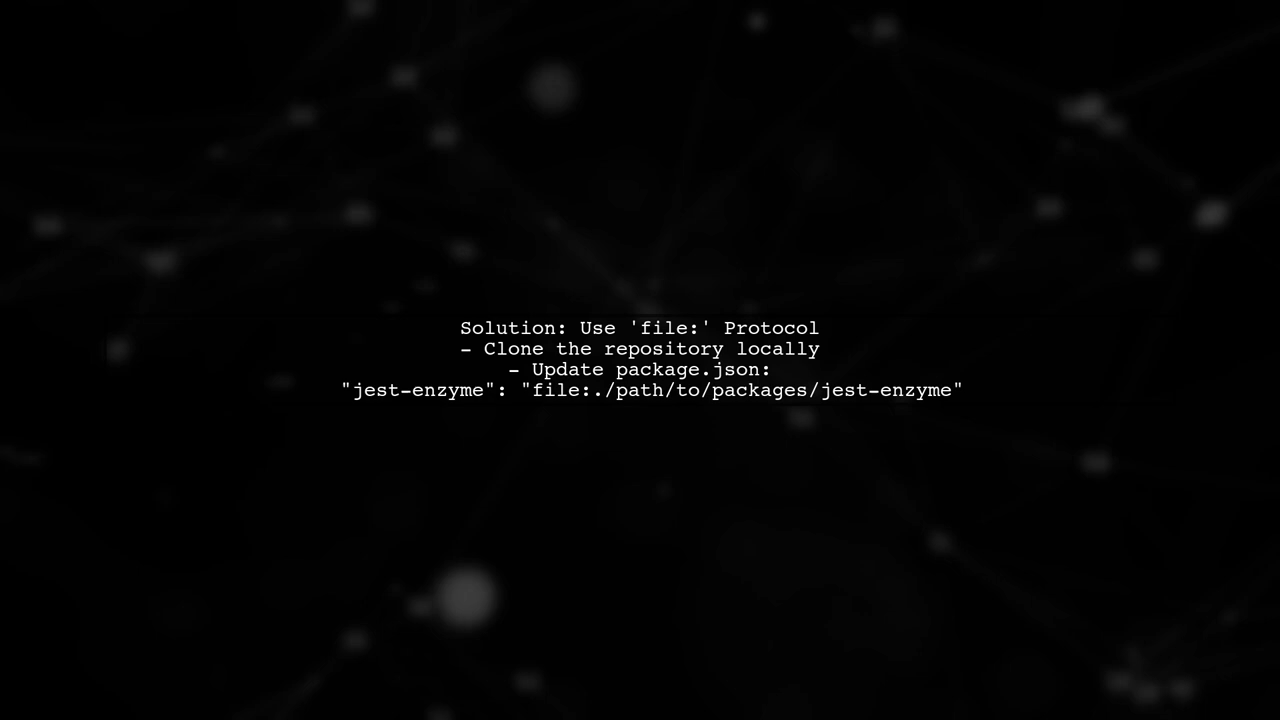 Solution: Use 'file:' Protocol
- Clone the repository locally
- Update package.json:
"jest-enzyme": "file:./path/to/packages/jest-enzyme"